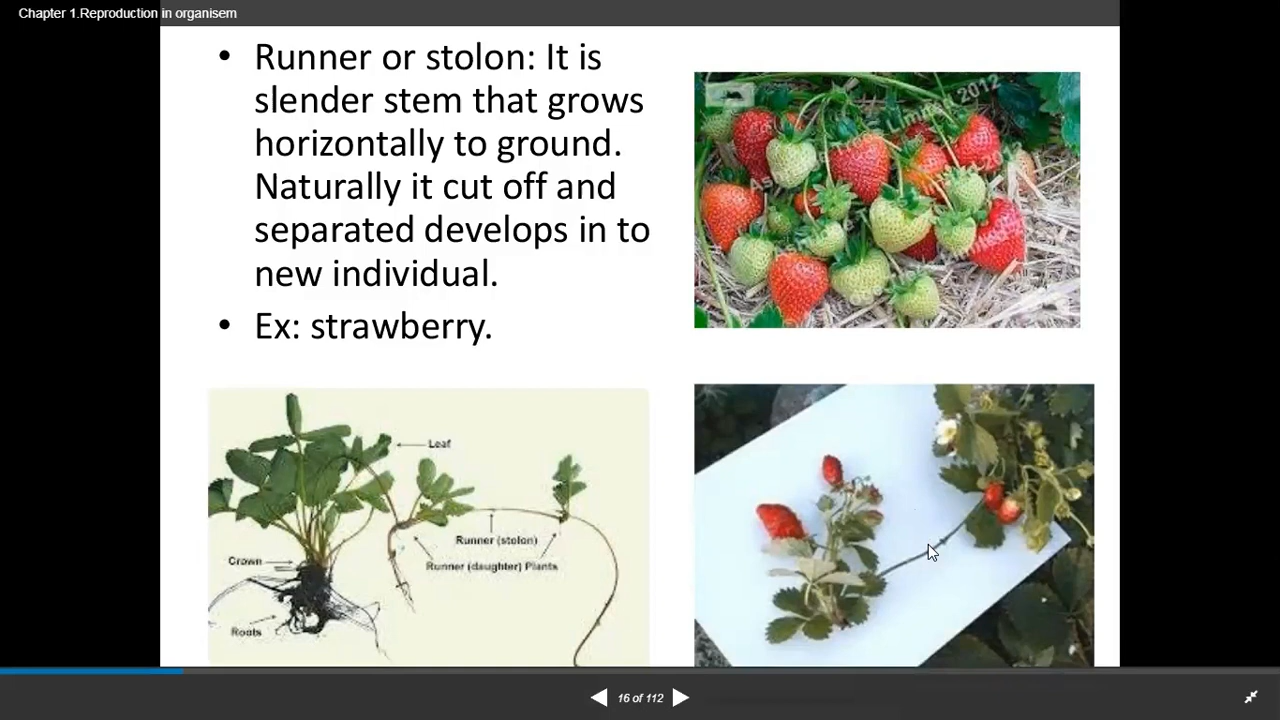 Chapter 1.Reproduction in organisem
• Runner or stolon: It is
slender stem that grows
horizontally to ground.
Naturally it cut off and
separated develops in to
new individual.
• Ex: strawberry.
Leaf
Runner (stolon)
Crown
Runner (daughter) Plants
Roots
16 of 112